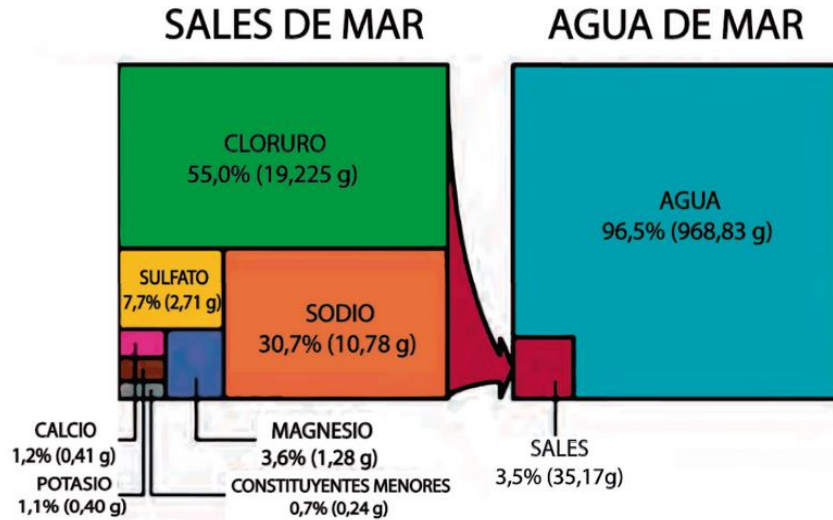 SALES DE MAR
AGUA DE MAR
CLORURO
55,0% (19,225 g)
AGUA
96,5% (968,83 g)
SULFATO
7,7% (2,71 g)
SODIO
30,7% (10,78 g)
CALCIO
1,2% (0,41 g)
MAGNESIO
3,6% (1,28 g)
POTASIO
1,1% (0,40 g)
CONSTITUYENTES MENORES
0,7% (0,24 g)
SALES
3,5% (35,17g)